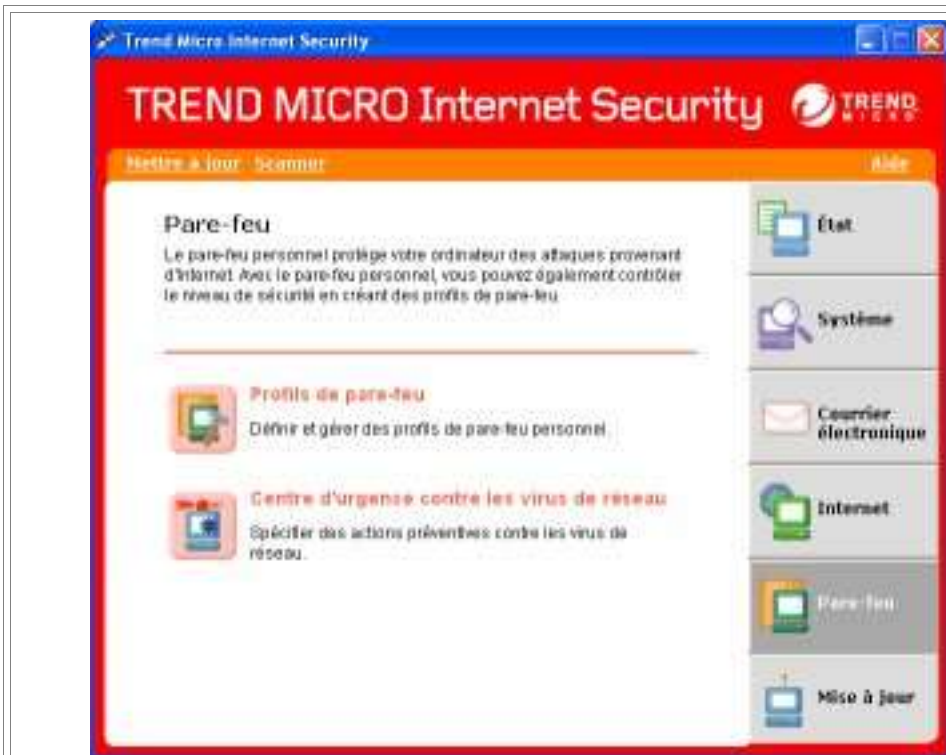 Trend Micro Internet Security
TREND MICRO Internet Security
TREND
MICRO
Mettre à jour Scanner Aide
Pare-feu
Le pare-feu personnel protège votre ordinateur des attaques provenant
d'Internet. Avec le pare-feu personnel, vous pouvez également contrôler
le niveau de sécurité en créant des profils de pare-feu.
Profils de pare-feu
Définir et gérer des profils de pare-feu personnel.
Centre d'urgence contre les virus de réseau
Spécifier des actions préventives contre les virus de
réseau.
État
Système
Courrier
électronique
Internet
Pare-feu
Mise à jour